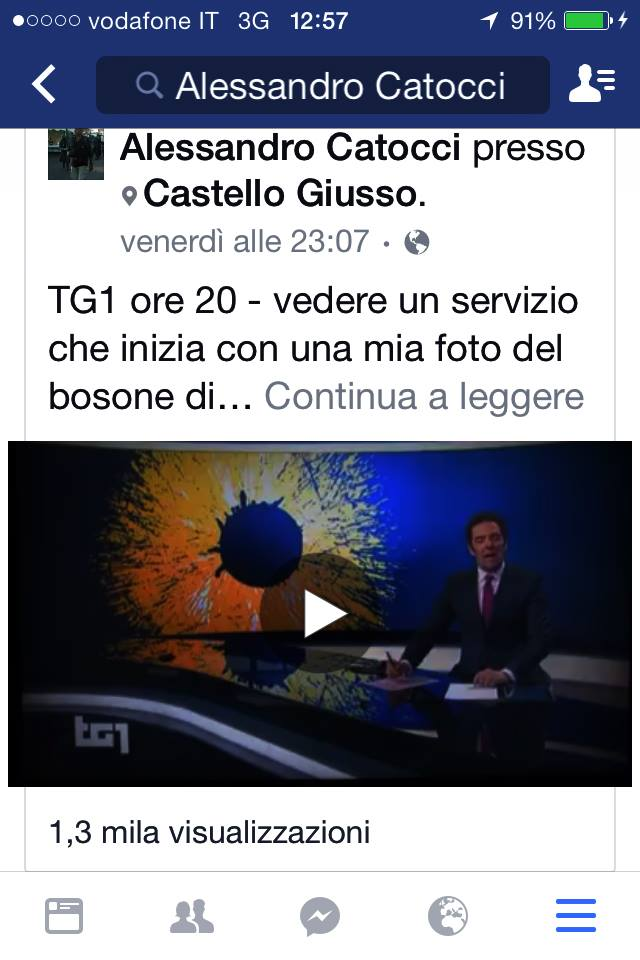 vodafone IT 3G 12:57 91%
Alessandro Catocci
Alessandro Catocci presso
Castello Giusso.
venerdì alle 23:07 ·
TG1 ore 20 - vedere un servizio
che inizia con una mia foto del
bosone di... Continua a leggere
tg1
1,3 mila visualizzazioni